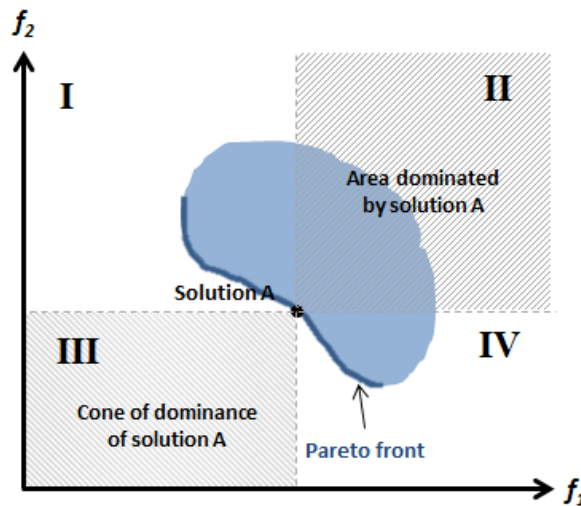 f₂
I
II
Area dominated
by solution A
Solution A
III
IV
Cone of dominance
of solution A
Pareto front
f₁